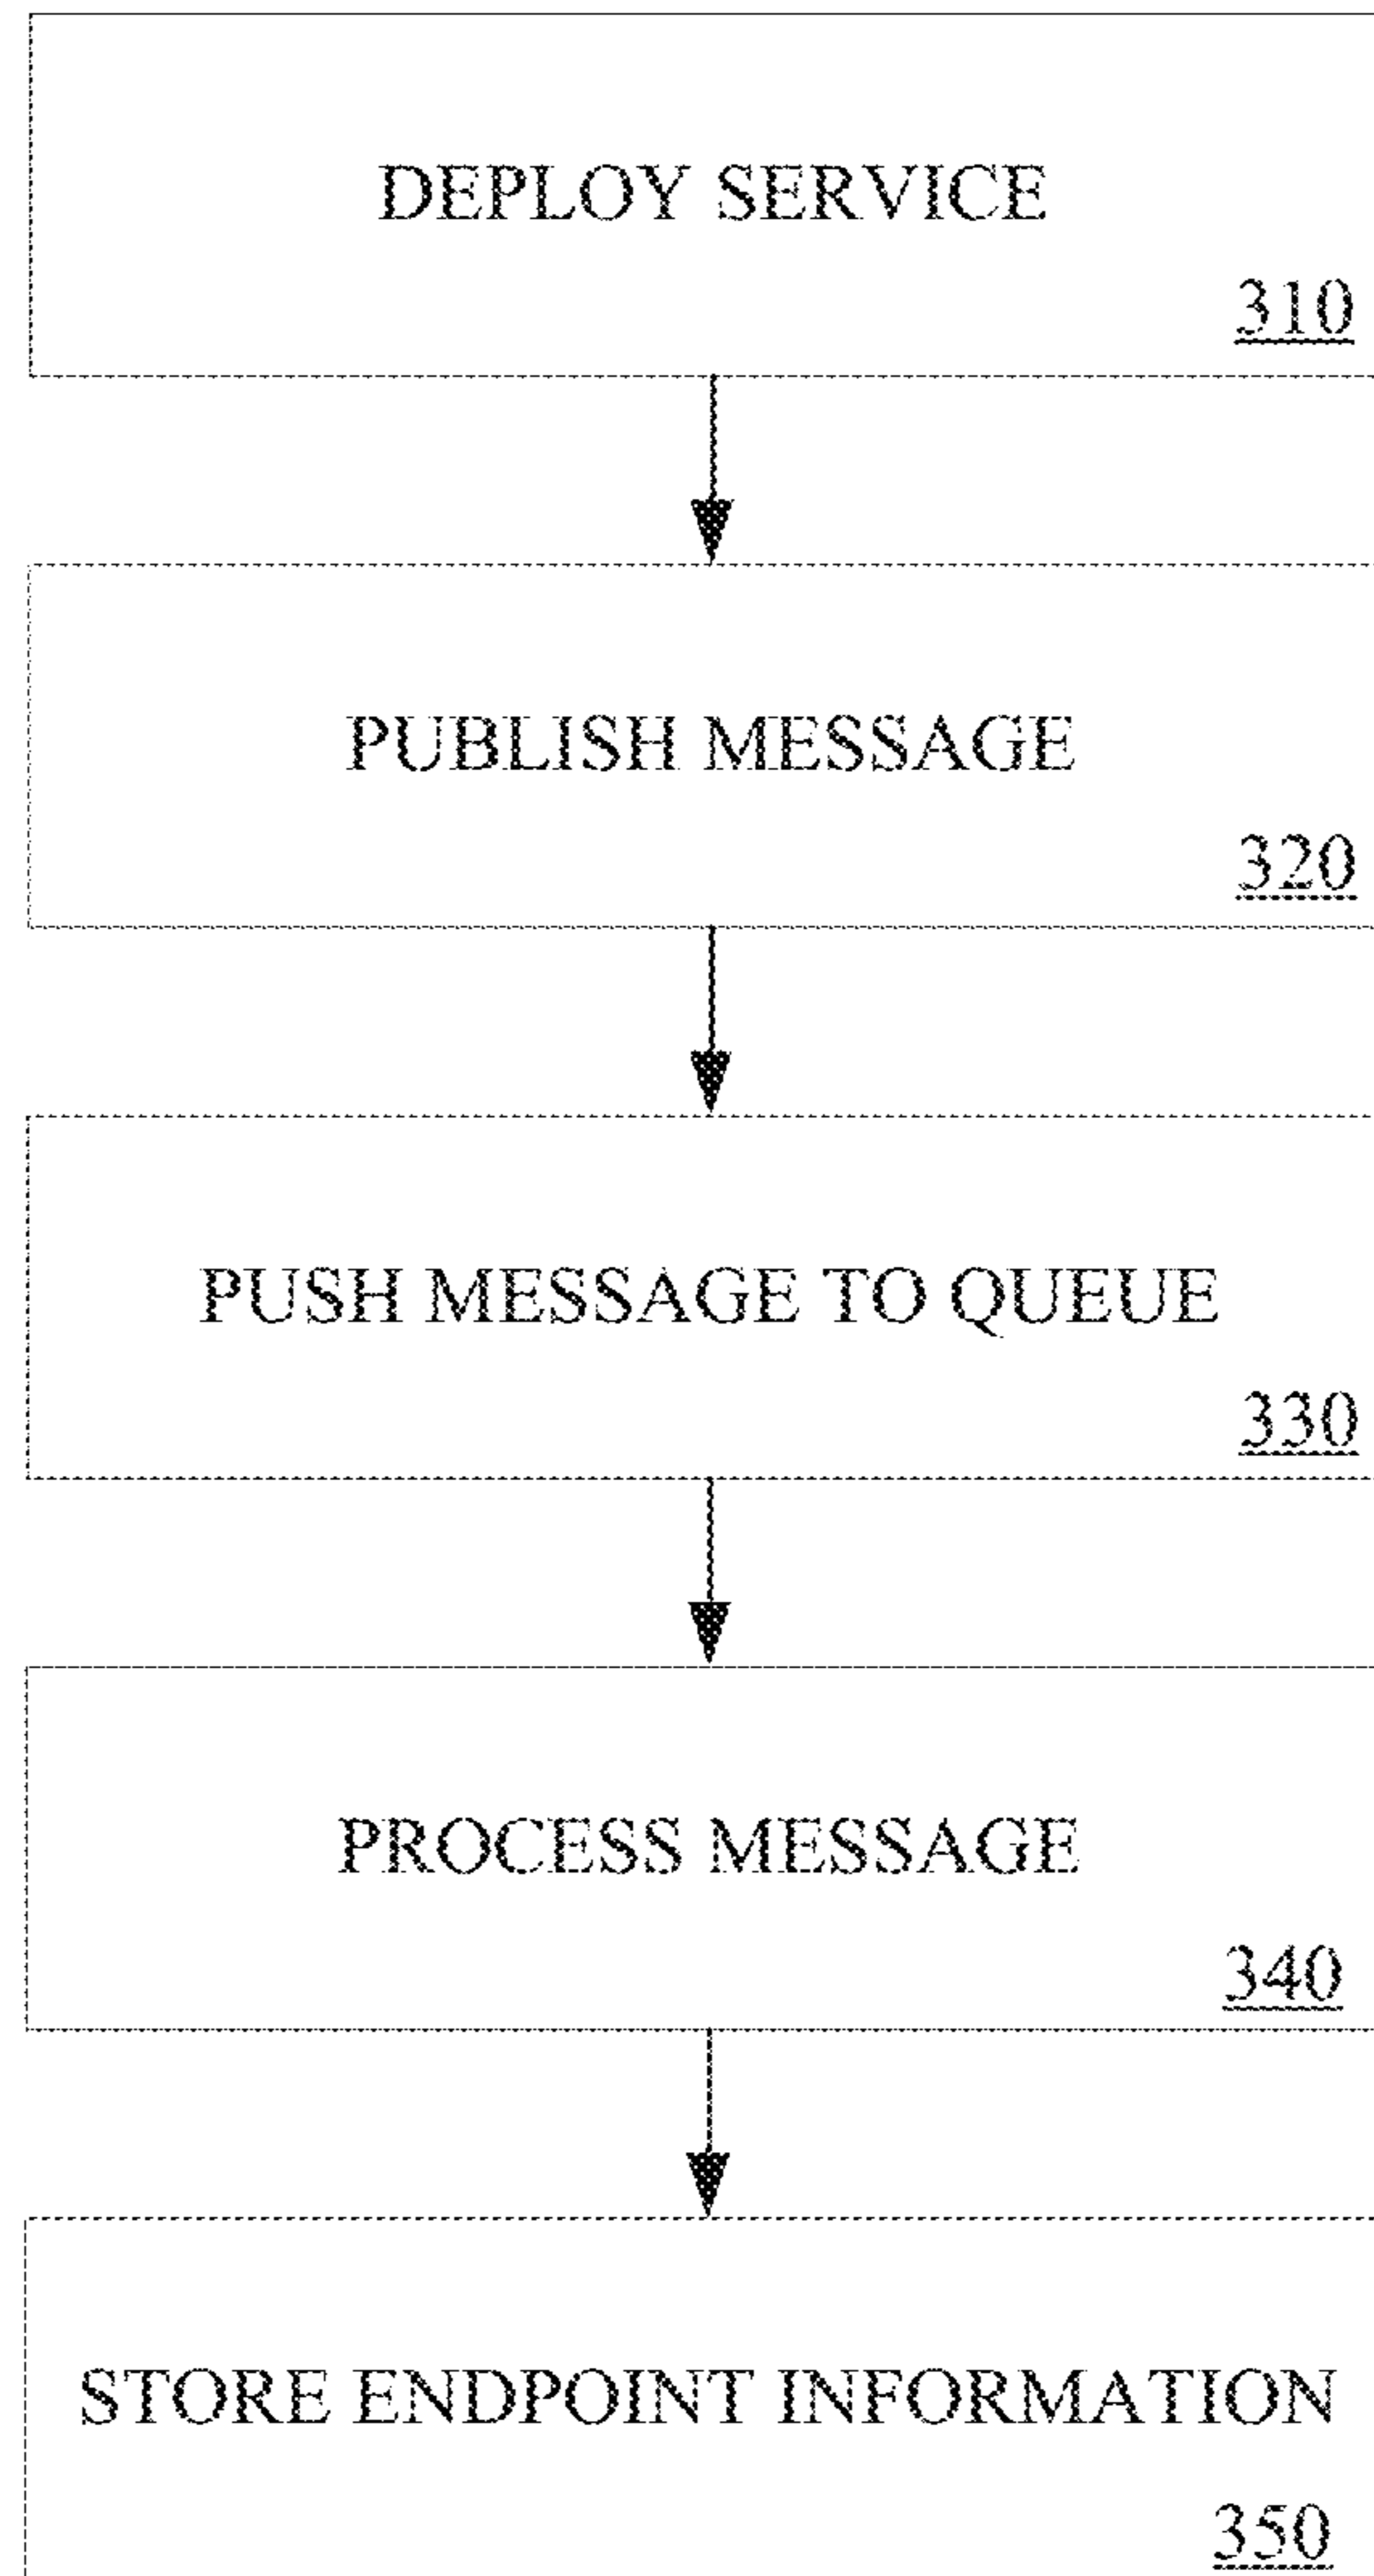 DEPLOY SERVICE
310
PUBLISH MESSAGE
320
PUSH MESSAGE TO QUEUE
330
PROCESS MESSAGE
340
STORE ENDPOINT INFORMATION
350